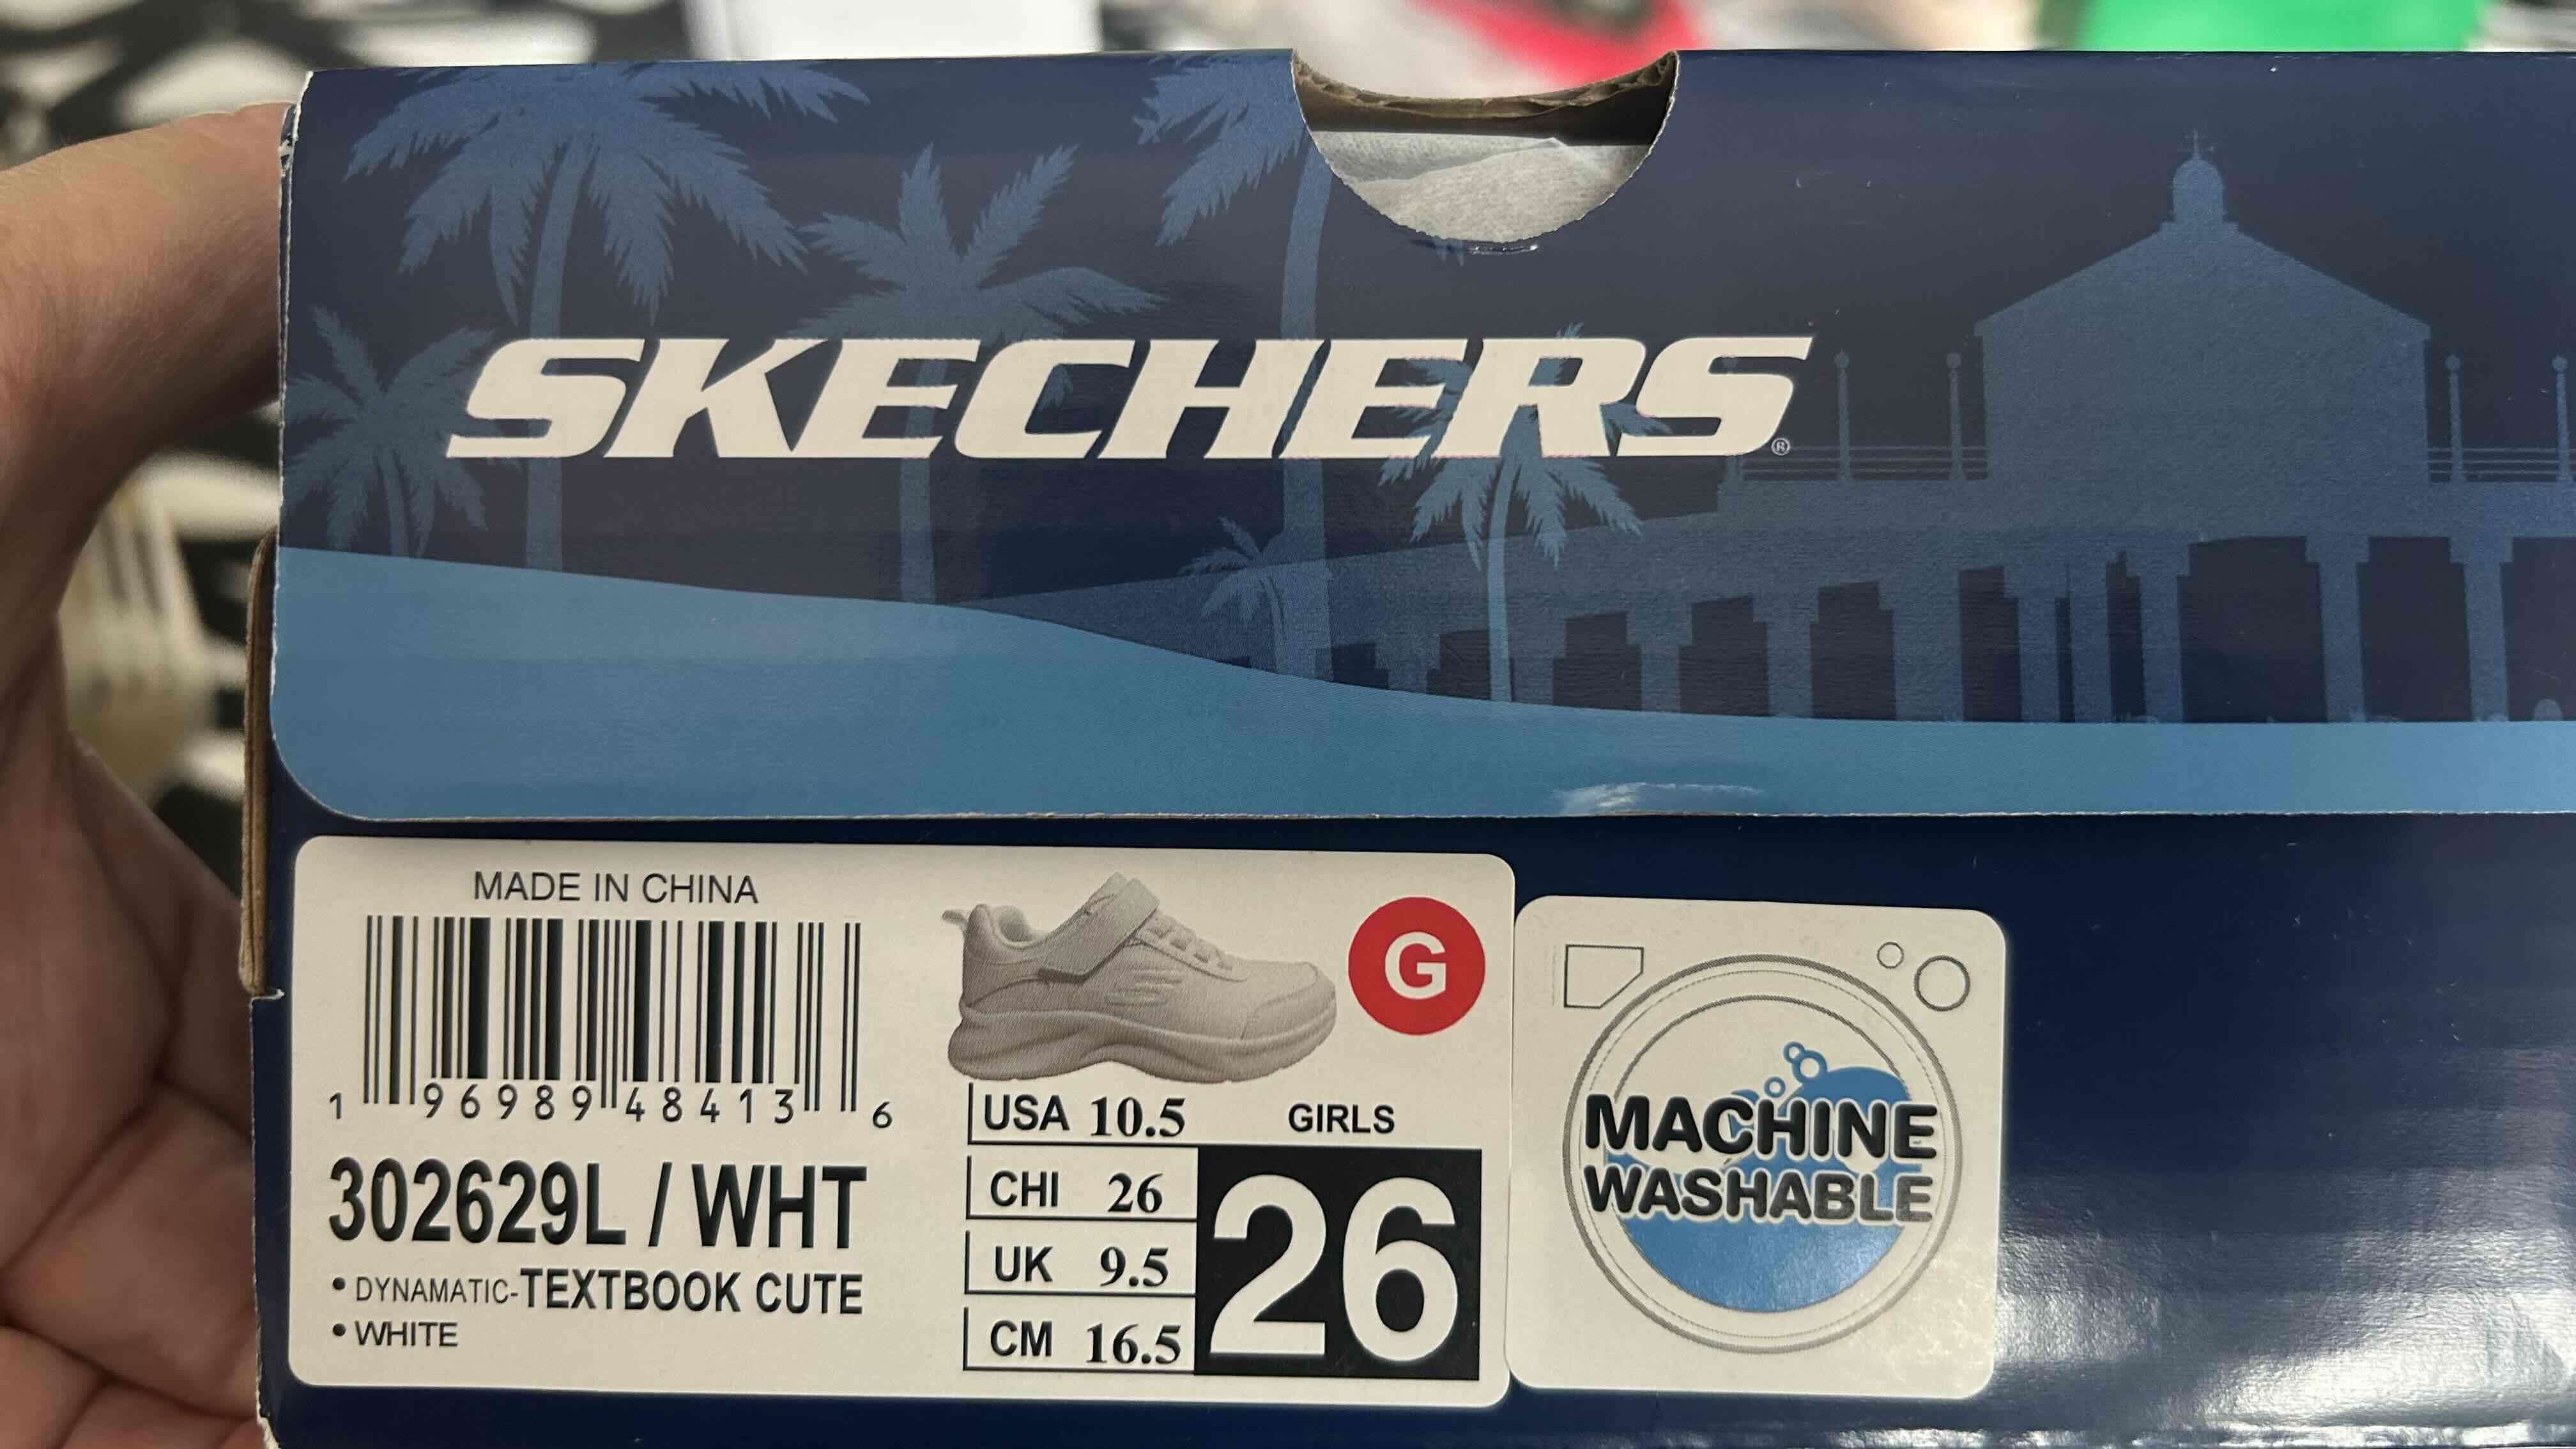 SKECHERS®
MADE IN CHINA
1 96989 48413 6
302629L / WHT
• DYNAMATIC-TEXTBOOK CUTE
• WHITE
G
USA 10.5 GIRLS
CHI 26
UK 9.5
CM 16.5
26
MACHINE
WASHABLE